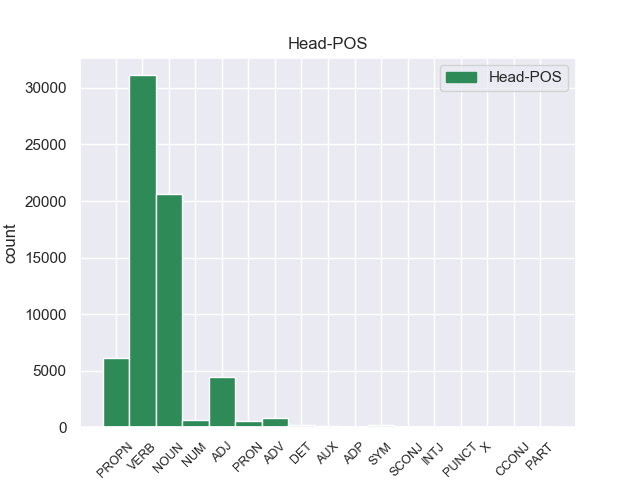 Head-POS
Head-POS
30000
25000
20000
15000
10000
5000
0
count
PROPN
VERB
NOUN
NUM
ADJ
PRON
ADV
DET
AUX
ADP
SYM
SCONJ
INTJ
PUNCT
X
CCONJ
PART